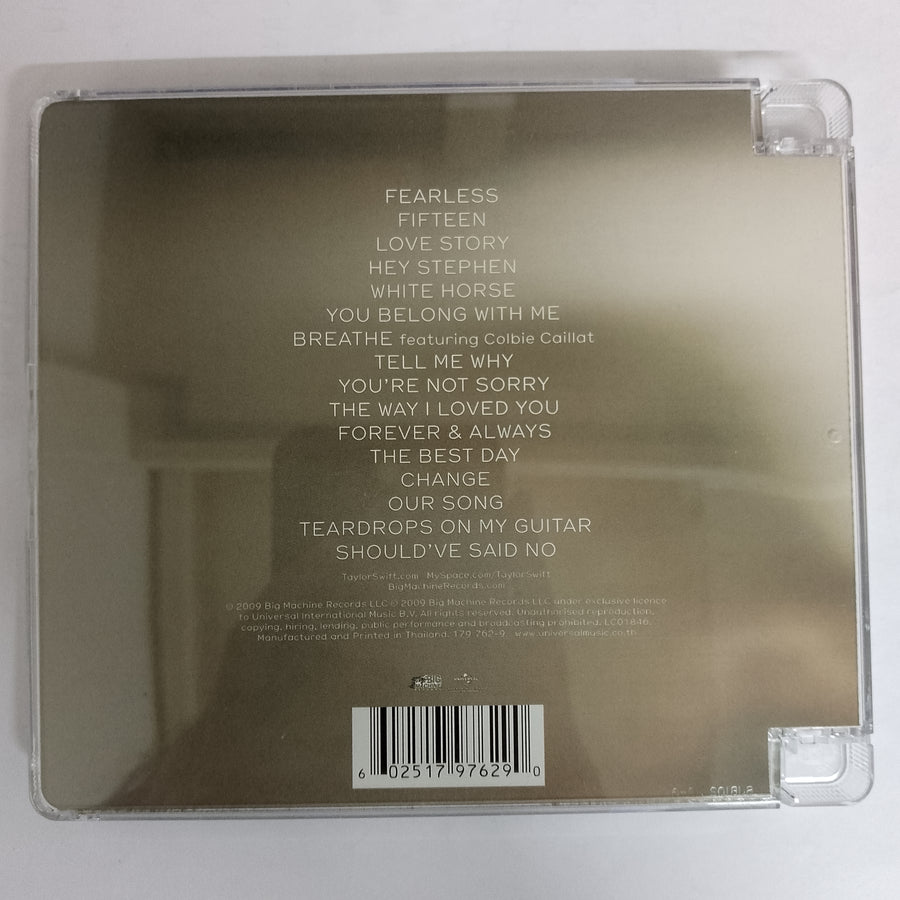 FEARLESS
FIFTEEN
LOVE STORY
HEY STEPHEN
WHITE HORSE
YOU BELONG WITH ME
BREATHE featuring Colbie Caillat
TELL ME WHY
YOU'RE NOT SORRY
THE WAY I LOVED YOU
FOREVER & ALWAYS
THE BEST DAY
CHANGE
OUR SONG
TEARDROPS ON MY GUITAR
SHOULD'VE SAID NO
TaylorSwift.com MySpace.com/TaylorSwift
BigMachineRecords.com
℗ 2009 Big Machine Records LLC © 2009 Big Machine Records LLC under exclusive licence
to Universal International Music B.V. All rights reserved. Unauthorised reproduction,
copying, hiring, lending, public performance and broadcasting prohibited. LC01846.
Manufactured and Printed in Thailand. 179 762-9. www.universalmusic.co.th
6 02517 97629 0